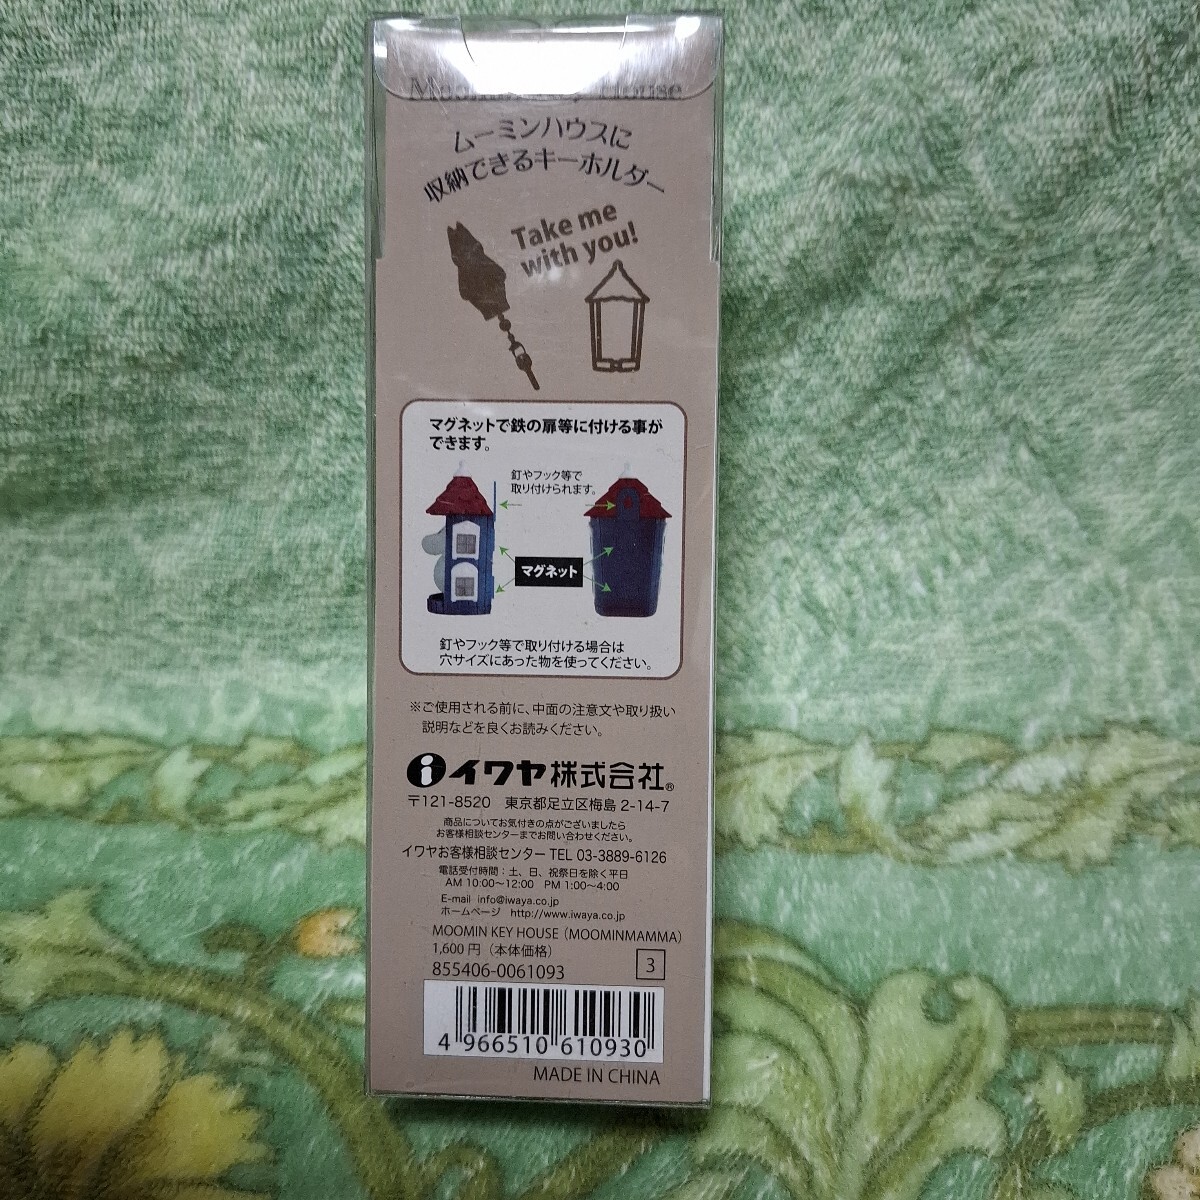 Moomin Key House
ムーミンハウスに
収納できるキーホルダー
Take me
with you!
マグネットで鉄の扉等に付ける事が
できます。
釘やフック等で
取り付けられます。
マグネット
釘やフック等で取り付ける場合は
穴サイズにあった物を使ってください。
※ご使用される前に、中面の注意文や取り扱い
説明などを良くお読みください。
i イワヤ株式会社®
〒121-8520 東京都足立区梅島 2-14-7
商品についてお気付きの点がございましたら
お客様相談センターまでお問い合わせください。
イワヤお客様相談センター TEL 03-3889-6126
電話受付時間：土、日、祝祭日を除く平日
AM 10:00～12:00 PM 1:00～4:00
E-mail info@iwaya.co.jp
ホームページ http://www.iwaya.co.jp
MOOMIN KEY HOUSE (MOOMINMAMMA)
1,600 円（本体価格）
855406-0061093
3
4 966510 610930
MADE IN CHINA